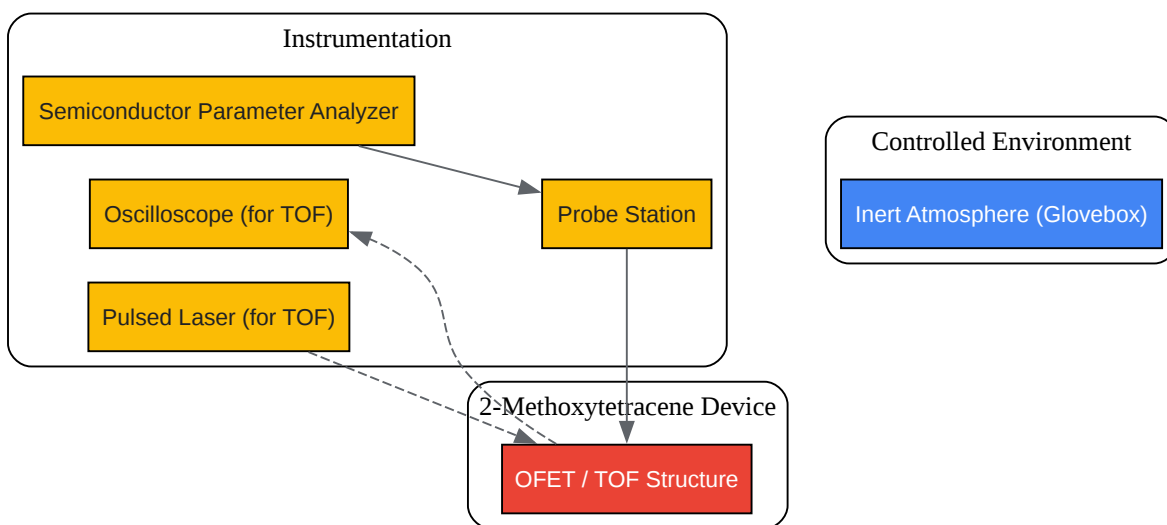 Instrumentation
Semiconductor Parameter Analyzer
Oscilloscope (for TOF)
Probe Station
Pulsed Laser (for TOF)
Controlled Environment
Inert Atmosphere (Glovebox)
2-Methoxytetracene Device
OFET / TOF Structure